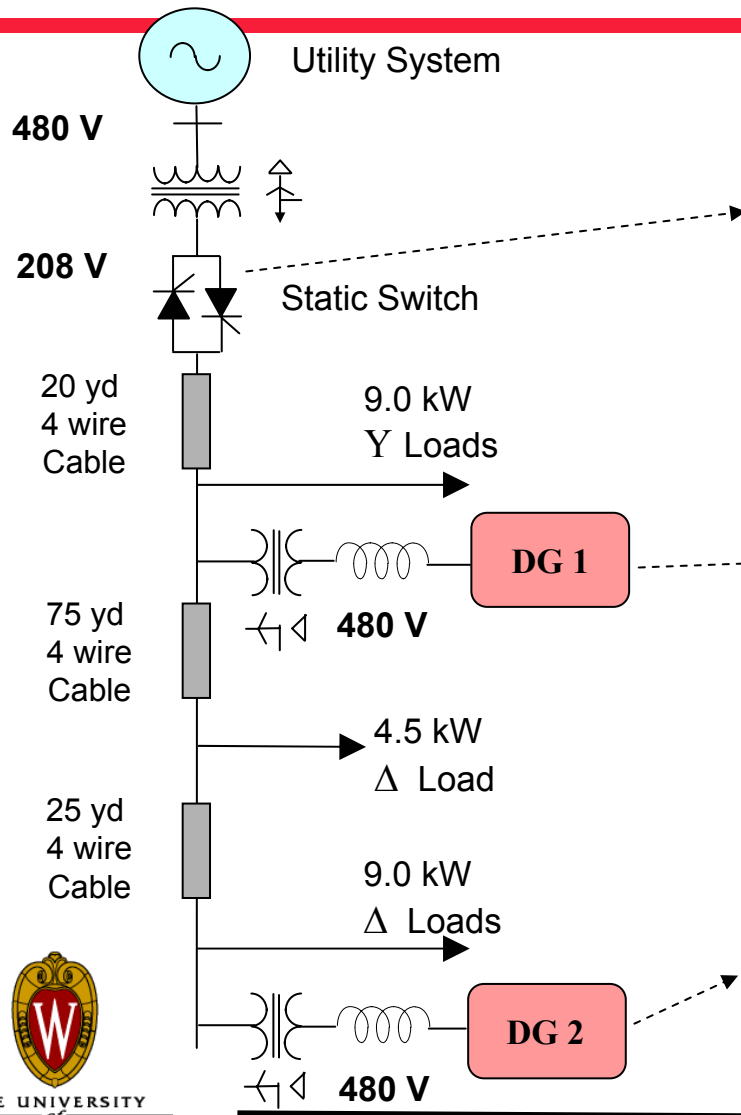 Utility System
480 V
208 V
Static Switch
20 yd
4 wire
Cable
9.0 kW
Y Loads
DG 1
480 V
75 yd
4 wire
Cable
4.5 kW
Δ Load
25 yd
4 wire
Cable
9.0 kW
Δ Loads
DG 2
480 V
W
E UNIVERSITY